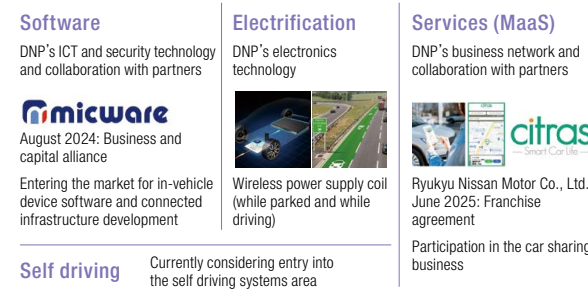 Software
DNP's ICT and security technology
and collaboration with partners
micware
August 2024: Business and
capital alliance
Entering the market for in-vehicle
device software and connected
infrastructure development
Electrification
DNP's electronics
technology
Wireless power supply coil
(while parked and while
driving)
Services (MaaS)
DNP's business network and
collaboration with partners
citras
Smart Car Life
Ryukyu Nissan Motor Co., Ltd.
June 2025: Franchise
agreement
Participation in the car sharing
business
Self driving
Currently considering entry into
the self driving systems area